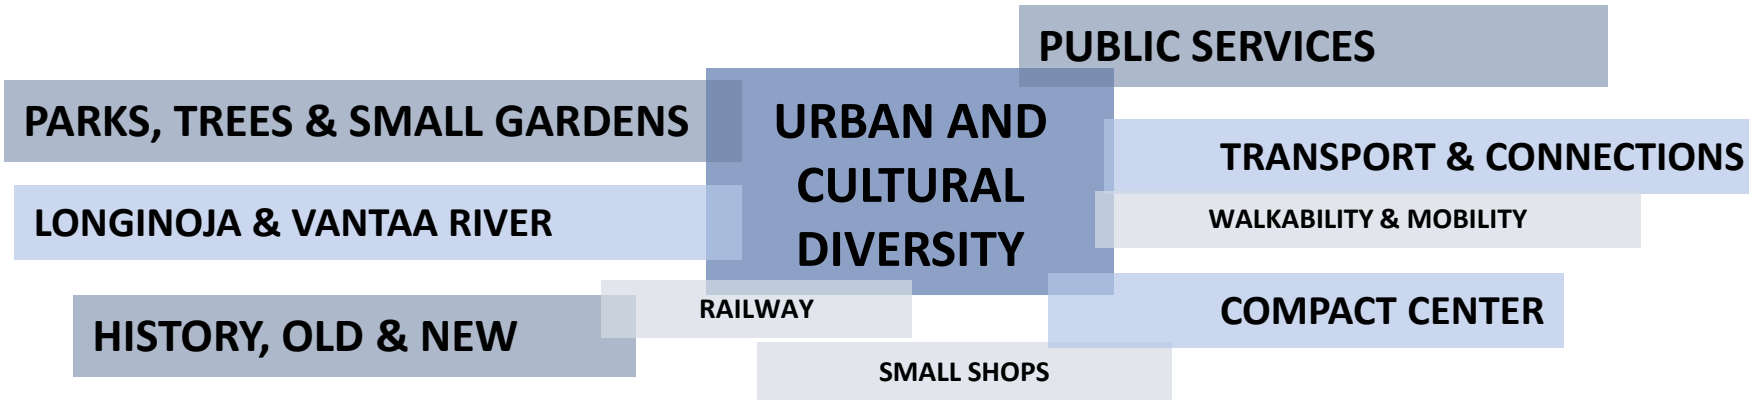 PUBLIC SERVICES
PARKS, TREES & SMALL GARDENS
URBAN AND
CULTURAL
DIVERSITY
TRANSPORT & CONNECTIONS
LONGINOJA & VANTAA RIVER
WALKABILITY & MOBILITY
HISTORY, OLD & NEW
RAILWAY
COMPACT CENTER
SMALL SHOPS